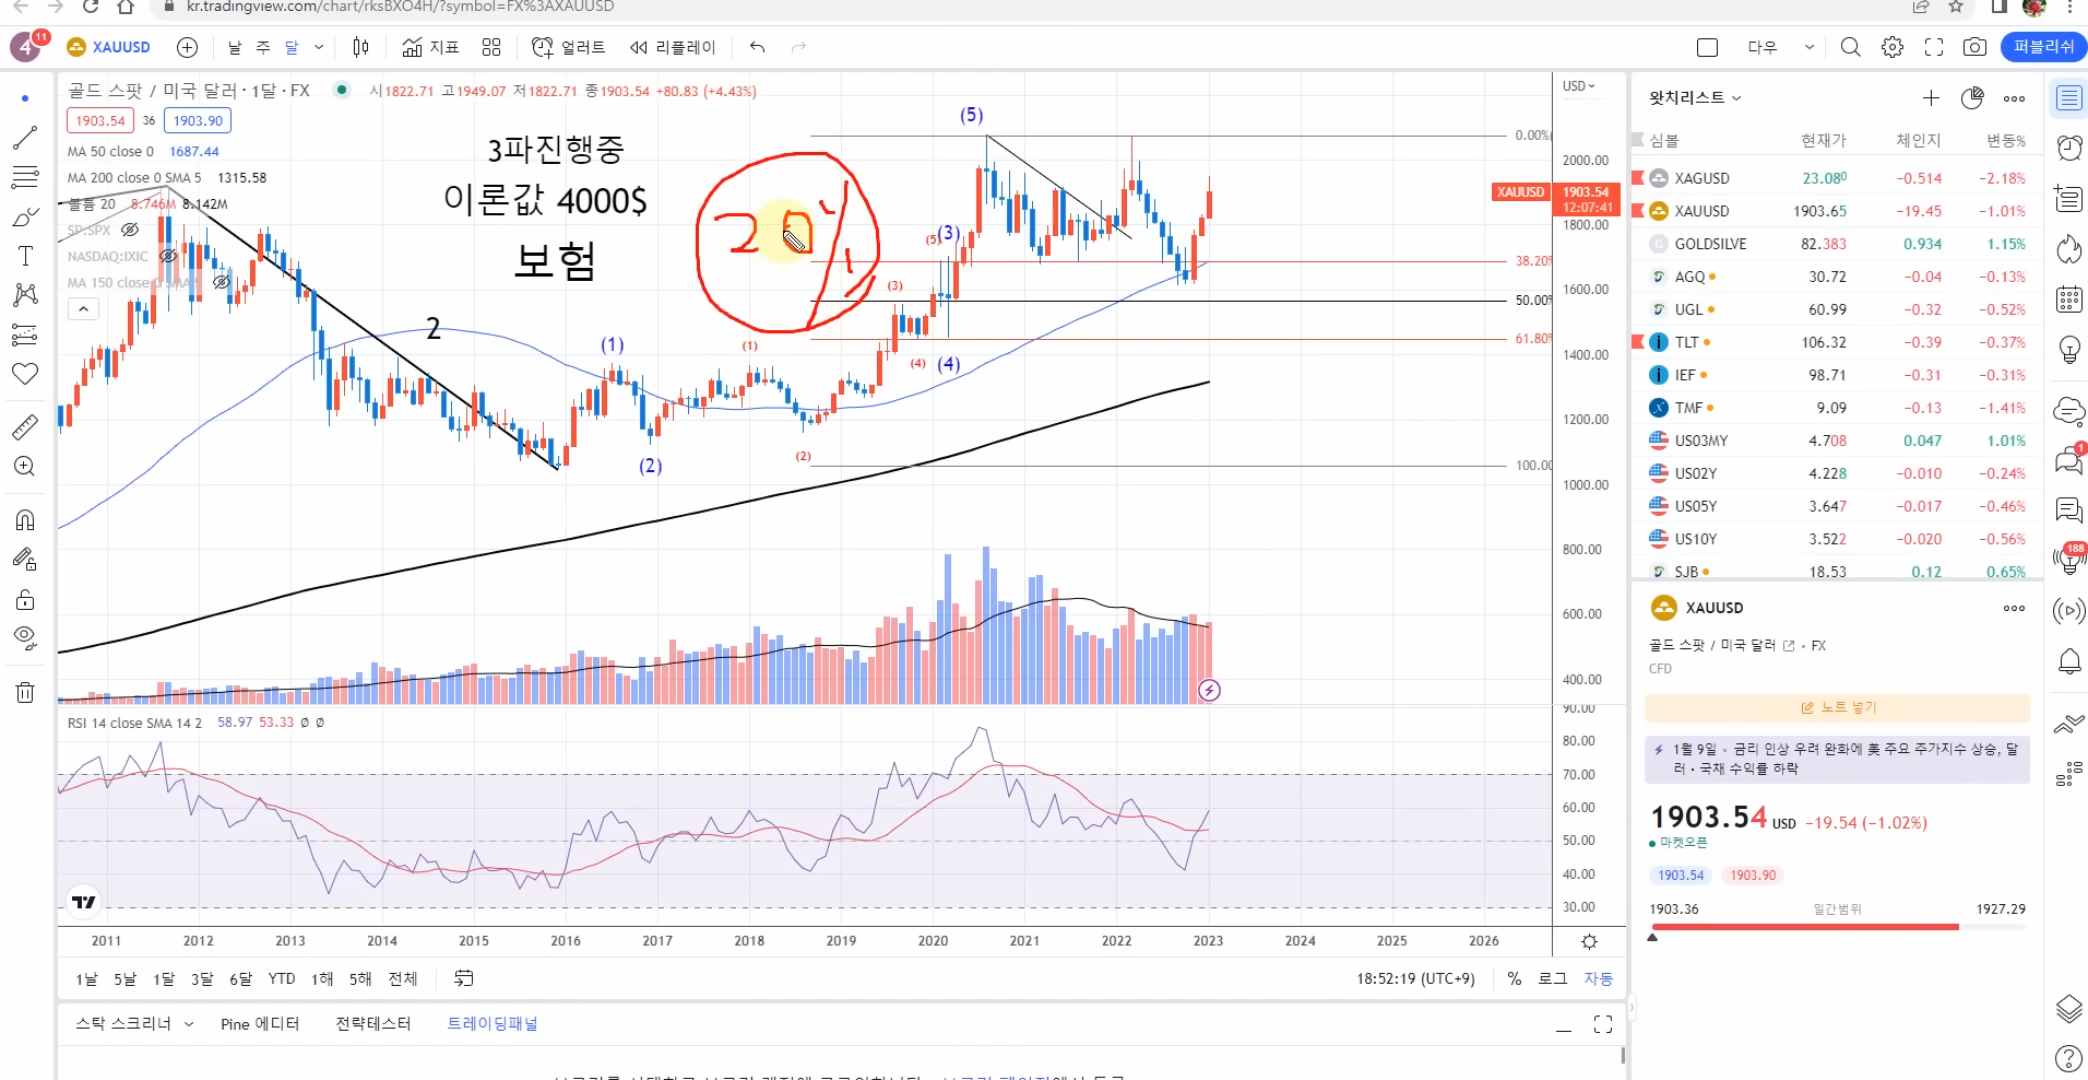 kr.tradingview.com/chart/rksBXO4H/?symbol=FX%3AXAUUSD
4 11 XAUUSD 날 주 달 지표 얼러트 리플레이 다우 퍼블리쉬
골드 스팟 / 미국 달러 · 1달 · FX 시1822.71 고1949.07 저1822.71 종1903.54 +80.83 (+4.43%)
1903.54 36 1903.90
MA 50 close 0 1687.44
MA 200 close 0 SMA 5 1315.58
볼륨 20 8.746M 8.142M
SP:SPX
NASDAQ:IXIC
MA 150 close
3파진행중
이론값 4000$
보험
20%
2
(1)
(2)
(1)
(2)
(3)
(4)
(5)
(3)
(4)
(5)
0.00%
38.20%
50.00%
61.80%
100.00
USD
2000.00
XAUUSD 1903.54
12:07:41
1800.00
1600.00
1400.00
1200.00
1000.00
800.00
600.00
400.00
RSI 14 close SMA 14 2 58.97 53.33 ∅ ∅
90.00
80.00
70.00
60.00
50.00
40.00
30.00
2011 2012 2013 2014 2015 2016 2017 2018 2019 2020 2021 2022 2023 2024 2025 2026
1날 5날 1달 3달 6달 YTD 1해 5해 전체 18:52:19 (UTC+9) % 로그 자동
스탁 스크리너 Pine 에디터 전략테스터 트레이딩패널
왓치리스트
심볼 현재가 체인지 변동%
XAGUSD 23.080 −0.514 −2.18%
XAUUSD 1903.65 −19.45 −1.01%
GOLDSILVE 82.383 0.934 1.15%
AGQ 30.72 −0.04 −0.13%
UGL 60.99 −0.32 −0.52%
TLT 106.32 −0.39 −0.37%
IEF 98.71 −0.31 −0.31%
TMF 9.09 −0.13 −1.41%
US03MY 4.708 0.047 1.01%
US02Y 4.228 −0.010 −0.24%
US05Y 3.647 −0.017 −0.46%
US10Y 3.522 −0.020 −0.56%
SJB 18.53 0.12 0.65%
XAUUSD
골드 스팟 / 미국 달러 • FX
CFD
노트 넣기
1월 9일 • 금리 인상 우려 완화에 美 주요 주가지수 상승, 달
러・국채 수익률 하락
1903.54 USD −19.54 (−1.02%)
마켓오픈
1903.54 1903.90
1903.36 일간범위 1927.29
1
188